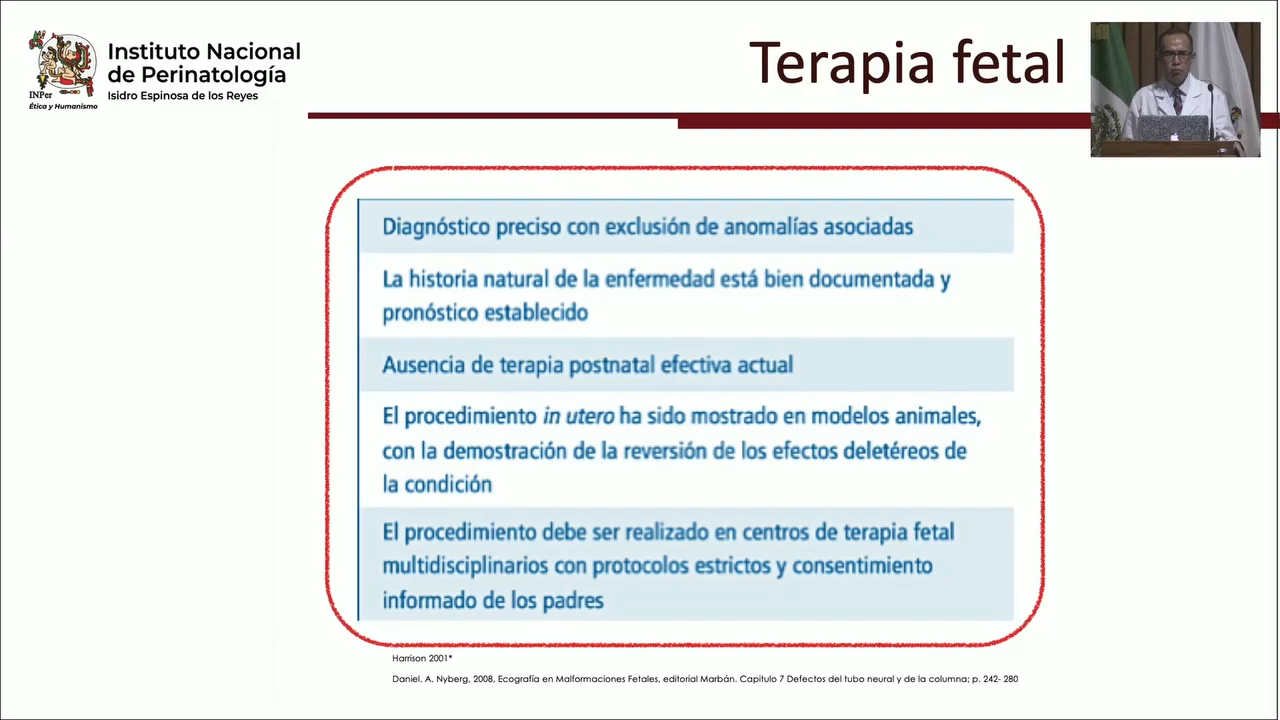 Instituto Nacional
de Perinatología
Isidro Espinosa de los Reyes
INPer
Ética y Humanismo
Terapia fetal
Diagnóstico preciso con exclusión de anomalías asociadas
La historia natural de la enfermedad está bien documentada y
pronóstico establecido
Ausencia de terapia postnatal efectiva actual
El procedimiento in utero ha sido mostrado en modelos animales,
con la demostración de la reversión de los efectos deletéreos de
la condición
El procedimiento debe ser realizado en centros de terapia fetal
multidisciplinarios con protocolos estrictos y consentimiento
informado de los padres
Harrison 2001*
Daniel. A. Nyberg, 2008, Ecografía en Malformaciones Fetales, editorial Marbán. Capitulo 7 Defectos del tubo neural y de la columna; p. 242- 280